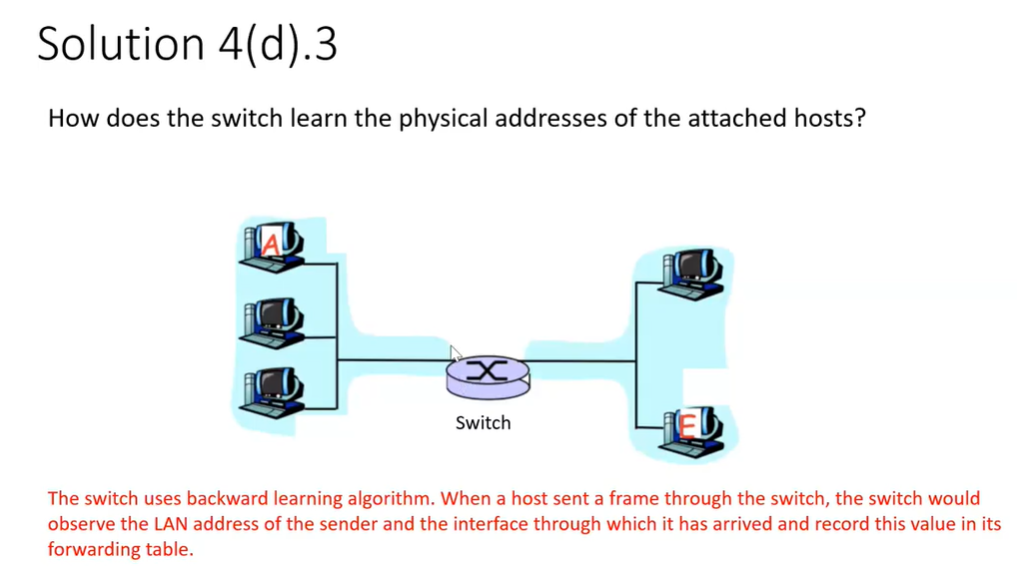 Solution 4(d).3
How does the switch learn the physical addresses of the attached hosts?
A
E
Switch
The switch uses backward learning algorithm. When a host sent a frame through the switch, the switch would
observe the LAN address of the sender and the interface through which it has arrived and record this value in its
forwarding table.